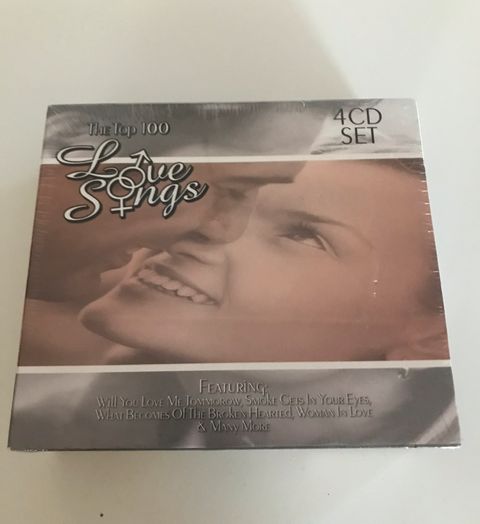 The Top 100
4CD
SET
Love
Songs
Featuring:
Will You Love Me Tommorow, Smoke Gets In Your Eyes,
What Becomes Of The Broken Hearted, Woman In Love
& Many More